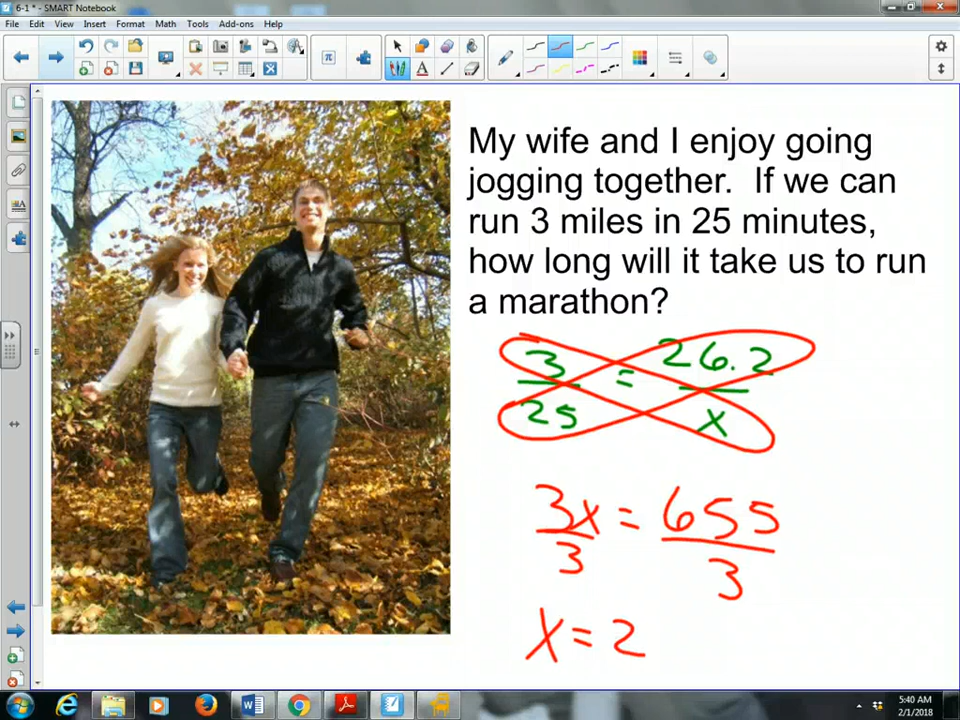 6-1 * - SMART Notebook
File Edit View Insert Format Math Tools Add-ons Help
My wife and I enjoy going
jogging together. If we can
run 3 miles in 25 minutes,
how long will it take us to run
a marathon?
3/25 = 26.2/x
3x/3 = 655/3
x = 2
5:40 AM
2/1/2018